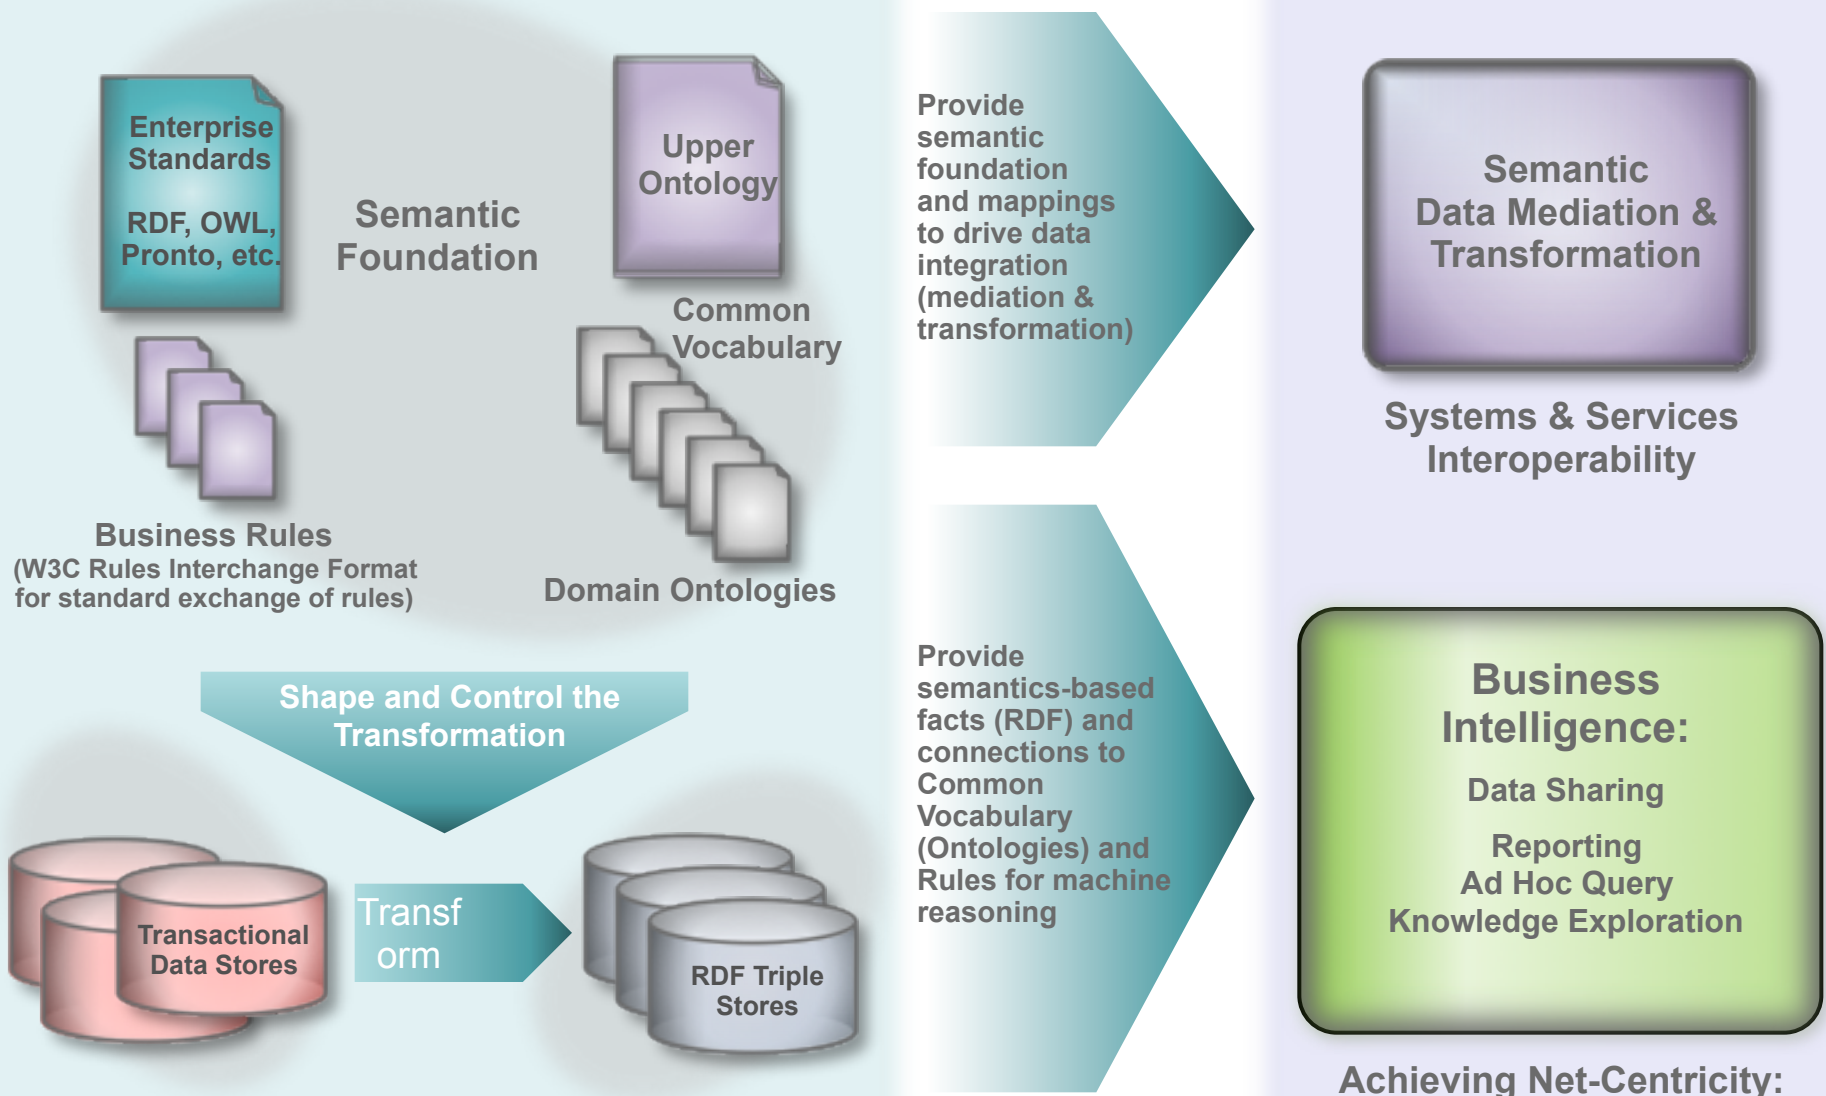 Enterprise
Standards
RDF, OWL,
Pronto, etc.
Semantic
Foundation
Upper
Ontology
Common
Vocabulary
Business Rules
(W3C Rules Interchange Format
for standard exchange of rules)
Domain Ontologies
Shape and Control the
Transformation
Transactional
Data Stores
Transf
orm
RDF Triple
Stores
Provide
semantic
foundation
and mappings
to drive data
integration
(mediation &
transformation)
Provide
semantics-based
facts (RDF) and
connections to
Common
Vocabulary
(Ontologies) and
Rules for machine
reasoning
Semantic
Data Mediation &
Transformation
Systems & Services
Interoperability
Business
Intelligence:
Data Sharing
Reporting
Ad Hoc Query
Knowledge Exploration
Achieving Net-Centricity: